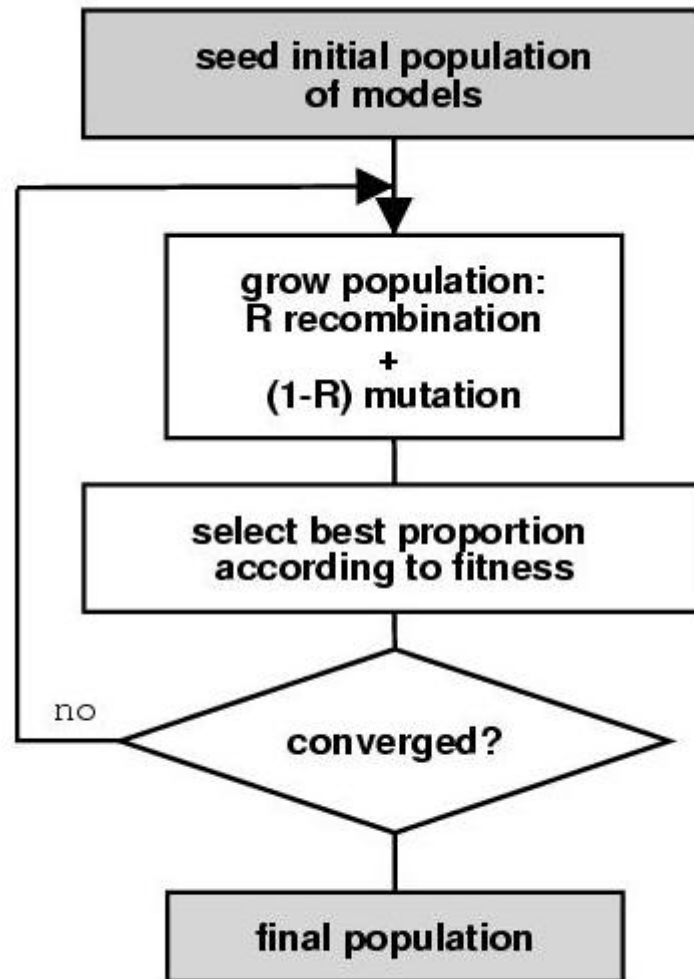 seed initial population
of models
grow population:
R recombination
+
(1-R) mutation
select best proportion
according to fitness
no
converged?
final population